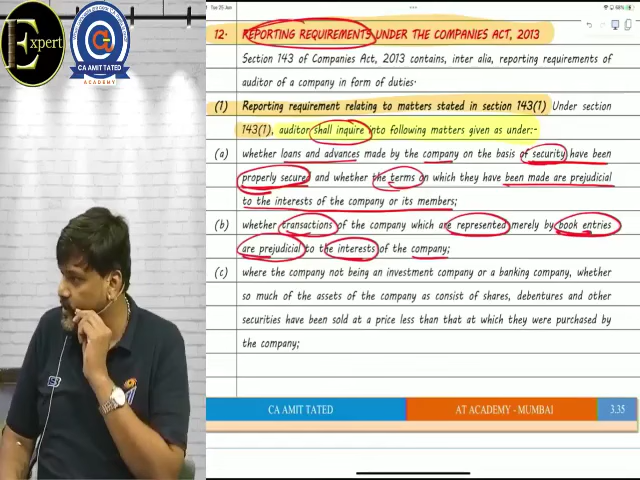 Tue 25 Jun
68%
Expert
CA AMIT TATED
ACADEMY
12. REPORTING REQUIREMENTS UNDER THE COMPANIES ACT, 2013
Section 143 of Companies Act, 2013 contains, inter alia, reporting requirements of
auditor of a company in form of duties.
(1) Reporting requirement relating to matters stated in section 143(1) Under section
143(1), auditor shall inquire into following matters given as under:-
(a) whether loans and advances made by the company on the basis of security have been
properly secured and whether the terms on which they have been made are prejudicial
to the interests of the company or its members;
(b) whether transactions of the company which are represented merely by book entries
are prejudicial to the interests of the company;
(c) where the company not being an investment company or a banking company, whether
so much of the assets of the company as consist of shares, debentures and other
securities have been sold at a price less than that at which they were purchased by
the company;
CA AMIT TATED AT ACADEMY - MUMBAI 3.35